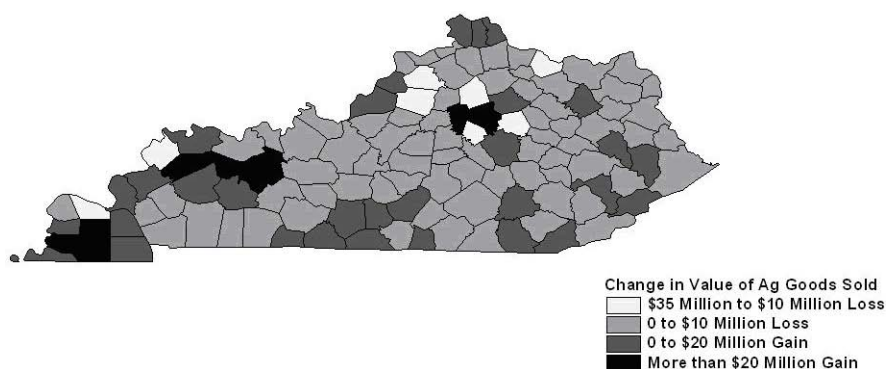 Change in Value of Ag Goods Sold
$35 Million to $10 Million Loss
0 to $10 Million Loss
0 to $20 Million Gain
More than $20 Million Gain